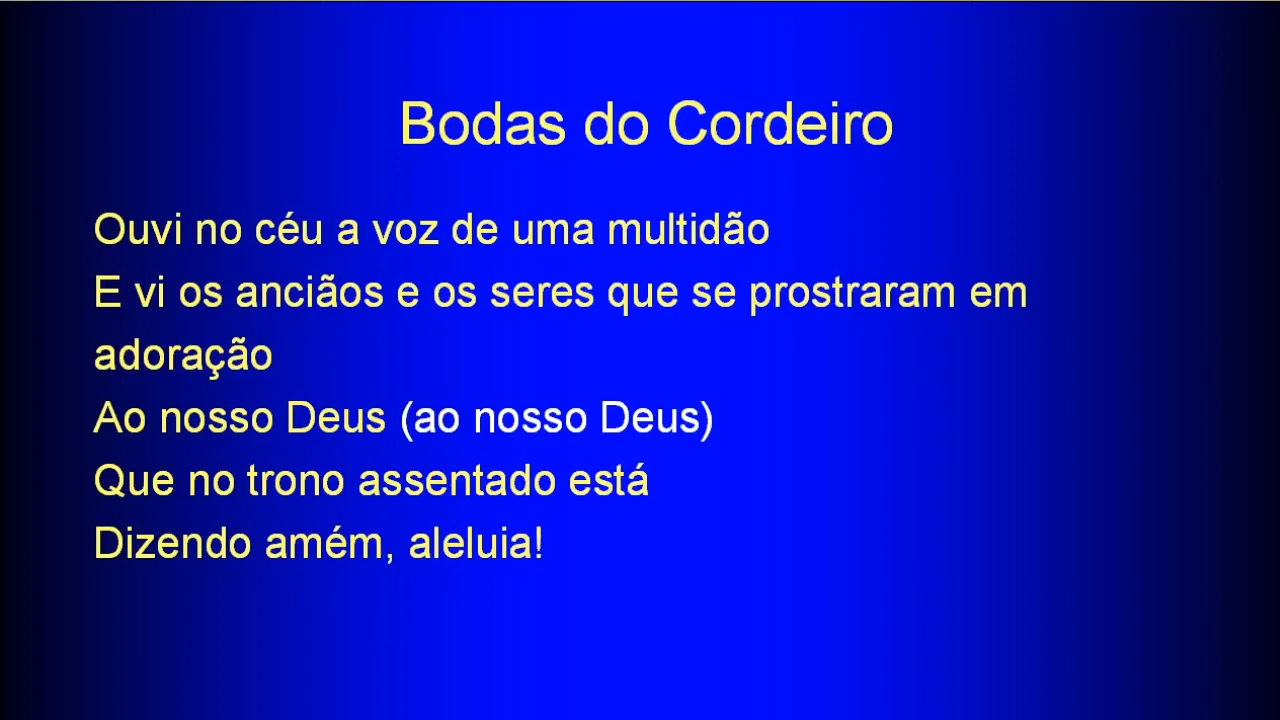 Bodas do Cordeiro
Ouvi no céu a voz de uma multidão
E vi os anciãos e os seres que se prostraram em
adoração
Ao nosso Deus (ao nosso Deus)
Que no trono assentado está
Dizendo amém, aleluia!